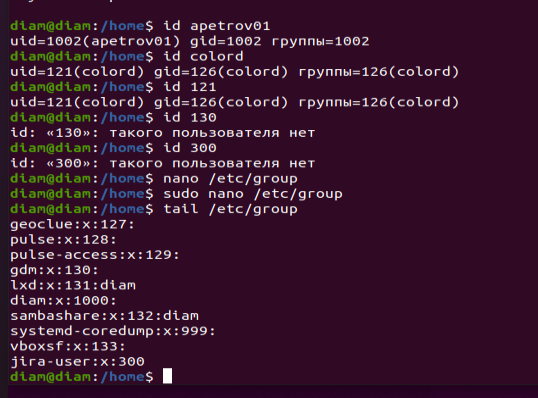 diam@diam:/home$ id apetrov01
uid=1002(apetrov01) gid=1002 группы=1002
diam@diam:/home$ id colord
uid=121(colord) gid=126(colord) группы=126(colord)
diam@diam:/home$ id 121
uid=121(colord) gid=126(colord) группы=126(colord)
diam@diam:/home$ id 130
id: «130»: такого пользователя нет
diam@diam:/home$ id 300
id: «300»: такого пользователя нет
diam@diam:/home$ nano /etc/group
diam@diam:/home$ sudo nano /etc/group
diam@diam:/home$ tail /etc/group
geoclue:x:127:
pulse:x:128:
pulse-access:x:129:
gdm:x:130:
lxd:x:131:diam
diam:x:1000:
sambashare:x:132:diam
systemd-coredump:x:999:
vboxsf:x:133:
jira-user:x:300
diam@diam:/home$